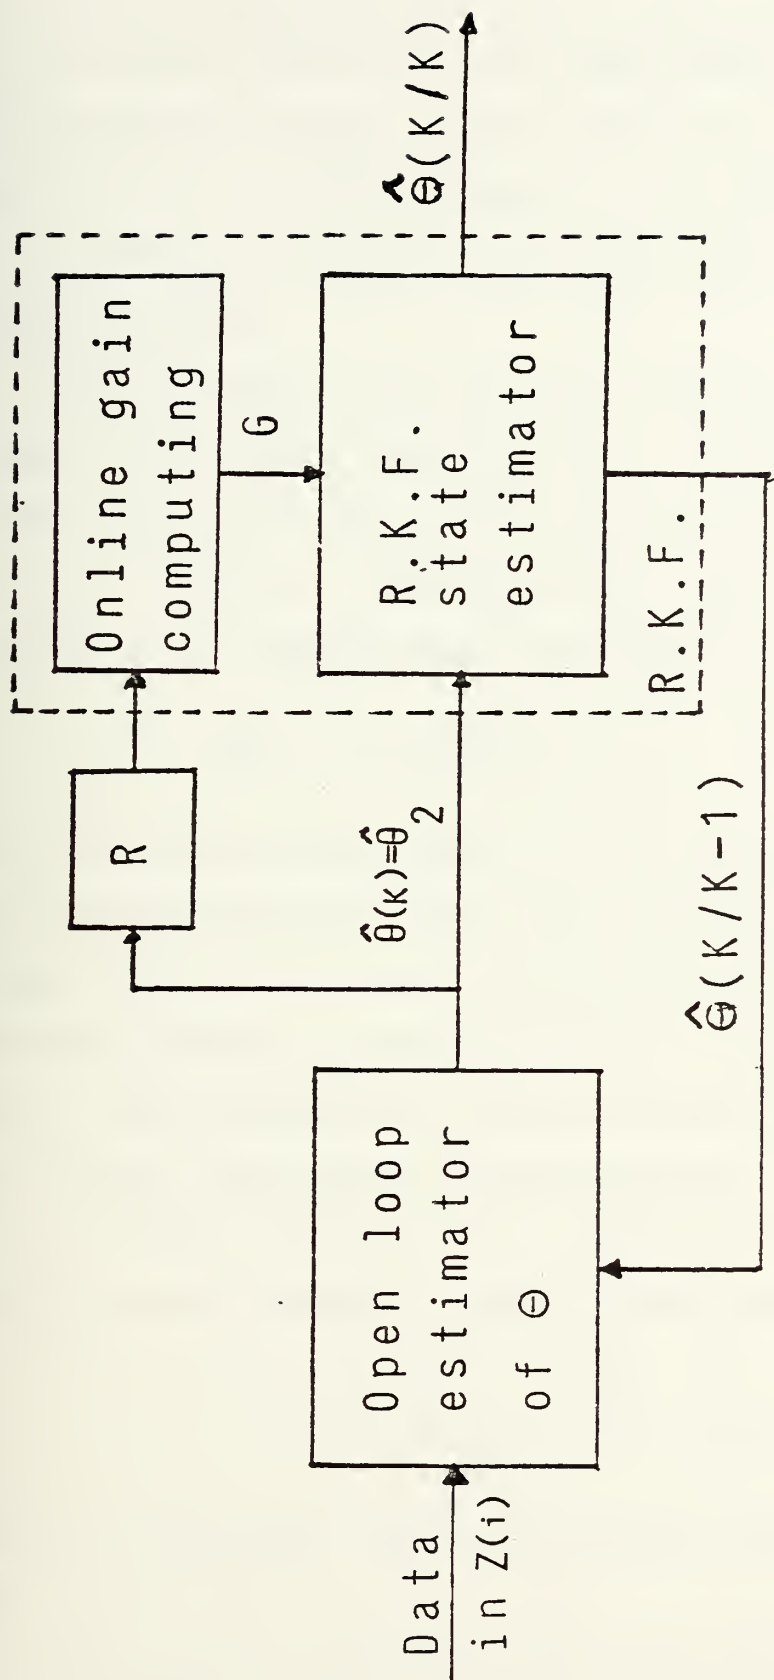 Data
in Z(i)
Open loop
estimator
of Θ
θ̂(K)=θ̂
2
R
Online gain
computing
G
R.K.F.
state
estimator
R.K.F.
Θ̂(K/K-1)
Θ̂(K/K)